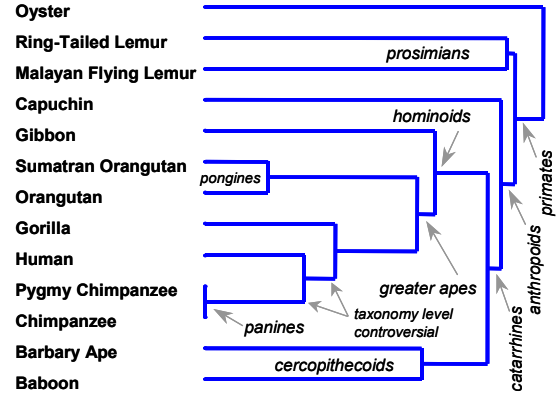 Oyster
Ring-Tailed Lemur
prosimians
Malayan Flying Lemur
Capuchin
hominoids
Gibbon
Sumatran Orangutan
pongines
Orangutan
primates
Gorilla
anthropoids
Human
greater apes
Pygmy Chimpanzee
taxonomy level
controversial
panines
Chimpanzee
catarrhines
Barbary Ape
cercopithecoids
Baboon